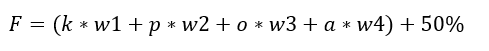 F = (k * w1 + p * w2 + o * w3 + a * w4) + 50%